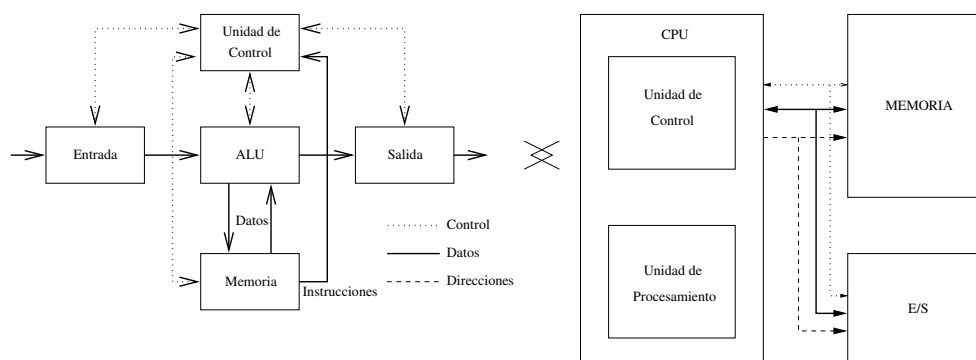 Unidad de
Control
Entrada
ALU
Salida
Datos
Memoria
Instrucciones
Control
Datos
Direcciones
CPU
Unidad de
Control
Unidad de
Procesamiento
MEMORIA
E/S